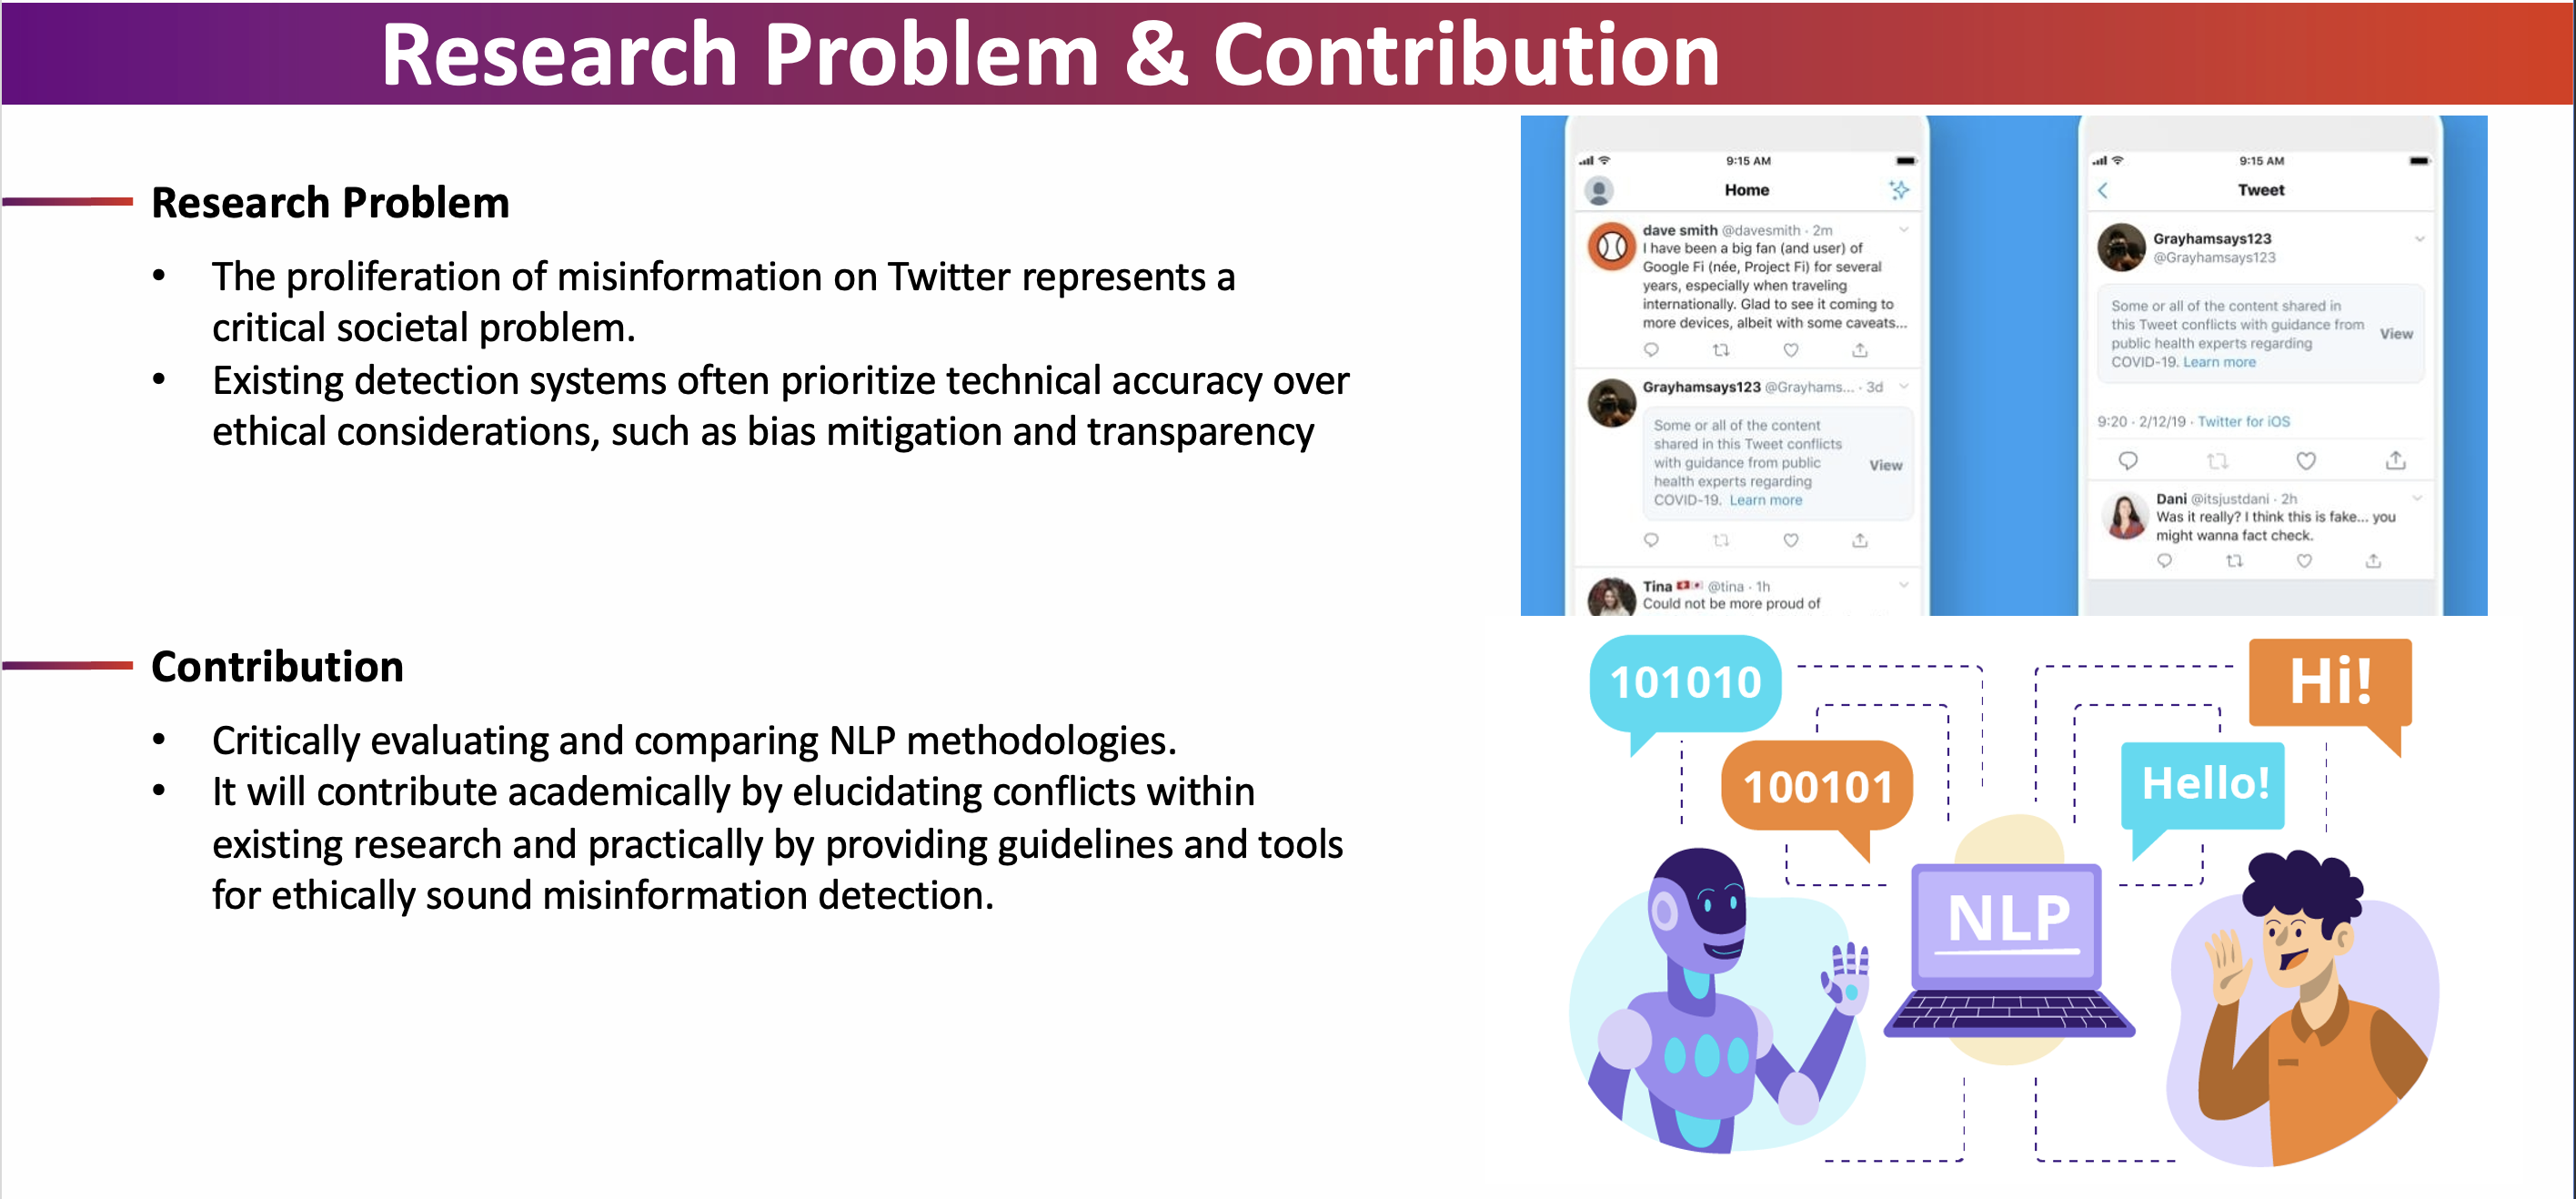 Research Problem & Contribution
Research Problem
• The proliferation of misinformation on Twitter represents a
critical societal problem.
• Existing detection systems often prioritize technical accuracy over
ethical considerations, such as bias mitigation and transparency
Contribution
• Critically evaluating and comparing NLP methodologies.
• It will contribute academically by elucidating conflicts within
existing research and practically by providing guidelines and tools
for ethically sound misinformation detection.
9:15 AM
Home
dave smith @davesmith · 2m
I have been a big fan (and user) of
Google Fi (née, Project Fi) for several
years, especially when traveling
internationally. Glad to see it coming to
more devices, albeit with some caveats...
Grayhamsays123 @Grayhams... · 3d
Some or all of the content
shared in this Tweet conflicts
with guidance from public
health experts regarding
COVID-19. Learn more
View
Tina @tina · 1h
Could not be more proud of
9:15 AM
Tweet
Grayhamsays123
@Grayhamsays123
Some or all of the content shared in
this Tweet conflicts with guidance from
public health experts regarding
COVID-19. Learn more
View
9:20 · 2/12/19 · Twitter for iOS
Dani @itsjustdani · 2h
Was it really? I think this is fake... you
might wanna fact check.
101010
100101
Hi!
Hello!
NLP